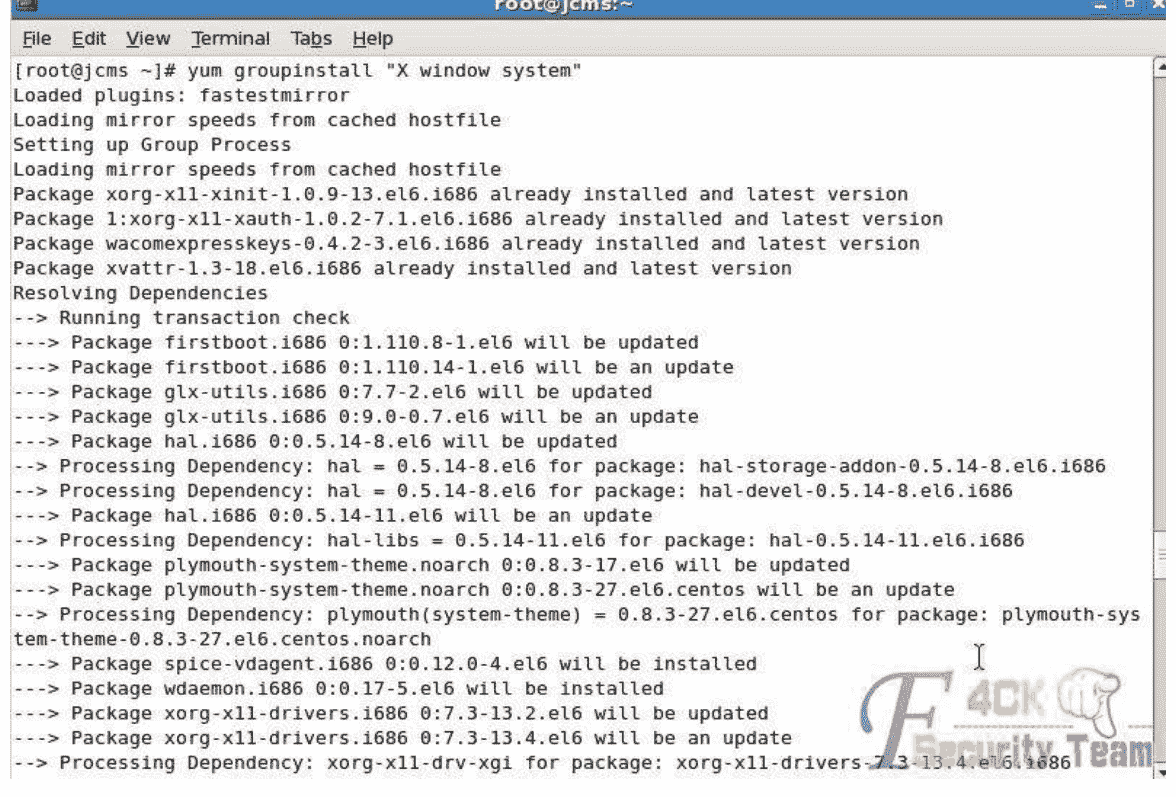 root@jcms:~
File Edit View Terminal Tabs Help
[root@jcms ~]# yum groupinstall "X window system"
Loaded plugins: fastestmirror
Loading mirror speeds from cached hostfile
Setting up Group Process
Loading mirror speeds from cached hostfile
Package xorg-x11-xinit-1.0.9-13.el6.i686 already installed and latest version
Package 1:xorg-x11-xauth-1.0.2-7.1.el6.i686 already installed and latest version
Package wacomexpresskeys-0.4.2-3.el6.i686 already installed and latest version
Package xvattr-1.3-18.el6.i686 already installed and latest version
Resolving Dependencies
--> Running transaction check
---> Package firstboot.i686 0:1.110.8-1.el6 will be updated
---> Package firstboot.i686 0:1.110.14-1.el6 will be an update
---> Package glx-utils.i686 0:7.7-2.el6 will be updated
---> Package glx-utils.i686 0:9.0-0.7.el6 will be an update
---> Package hal.i686 0:0.5.14-8.el6 will be updated
--> Processing Dependency: hal = 0.5.14-8.el6 for package: hal-storage-addon-0.5.14-8.el6.i686
--> Processing Dependency: hal = 0.5.14-8.el6 for package: hal-devel-0.5.14-8.el6.i686
---> Package hal.i686 0:0.5.14-11.el6 will be an update
--> Processing Dependency: hal-libs = 0.5.14-11.el6 for package: hal-0.5.14-11.el6.i686
---> Package plymouth-system-theme.noarch 0:0.8.3-17.el6 will be updated
---> Package plymouth-system-theme.noarch 0:0.8.3-27.el6.centos will be an update
--> Processing Dependency: plymouth(system-theme) = 0.8.3-27.el6.centos for package: plymouth-sys
tem-theme-0.8.3-27.el6.centos.noarch
---> Package spice-vdagent.i686 0:0.12.0-4.el6 will be installed
---> Package wdaemon.i686 0:0.17-5.el6 will be installed
---> Package xorg-x11-drivers.i686 0:7.3-13.2.el6 will be updated
---> Package xorg-x11-drivers.i686 0:7.3-13.4.el6 will be an update
--> Processing Dependency: xorg-x11-drv-xgi for package: xorg-x11-drivers-7.3-13.4.el6.i686
F4CK
Security Team